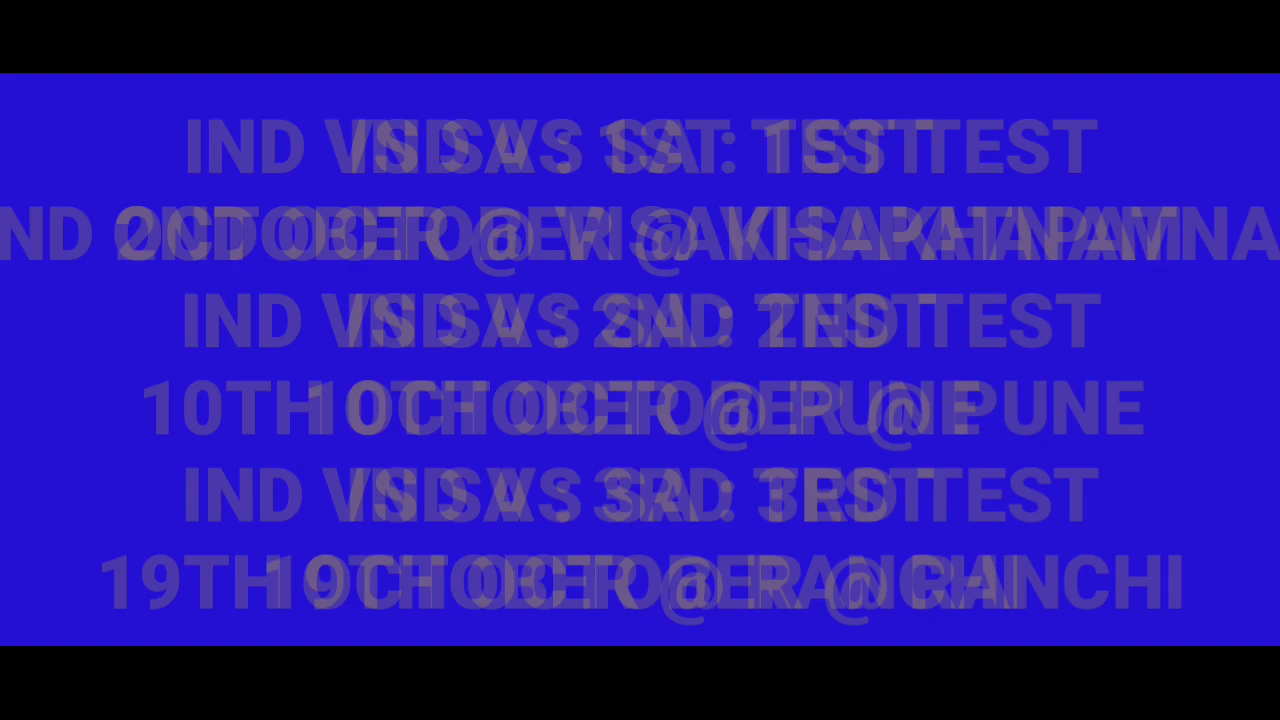 IND VS SA : 1ST TEST
2ND OCTOBER @ VISAKHAPATNAM
IND VS SA : 2ND TEST
10TH OCTOBER @ PUNE
IND VS SA : 3RD TEST
19TH OCTOBER @ RANCHI